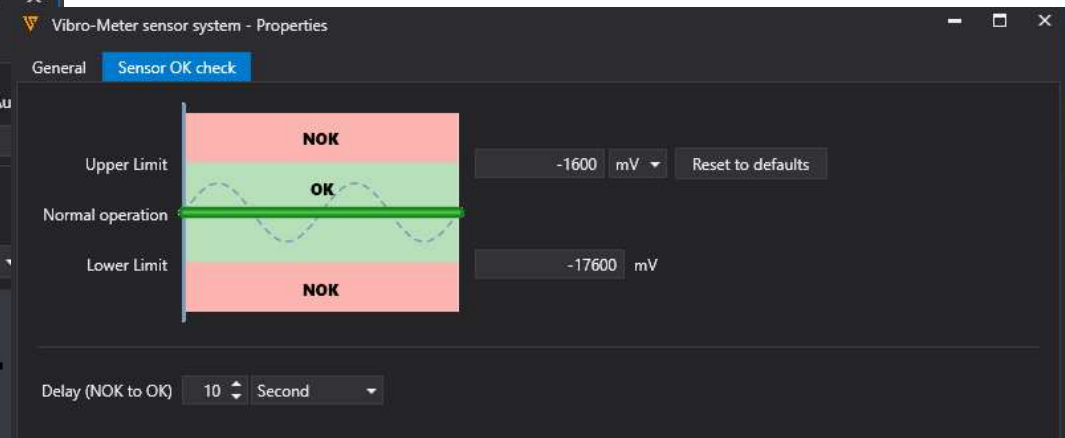 Vibro-Meter sensor system - Properties
General Sensor OK check
NOK
Upper Limit -1600 mV Reset to defaults
OK
Normal operation
Lower Limit -17600 mV
NOK
Delay (NOK to OK) 10 Second